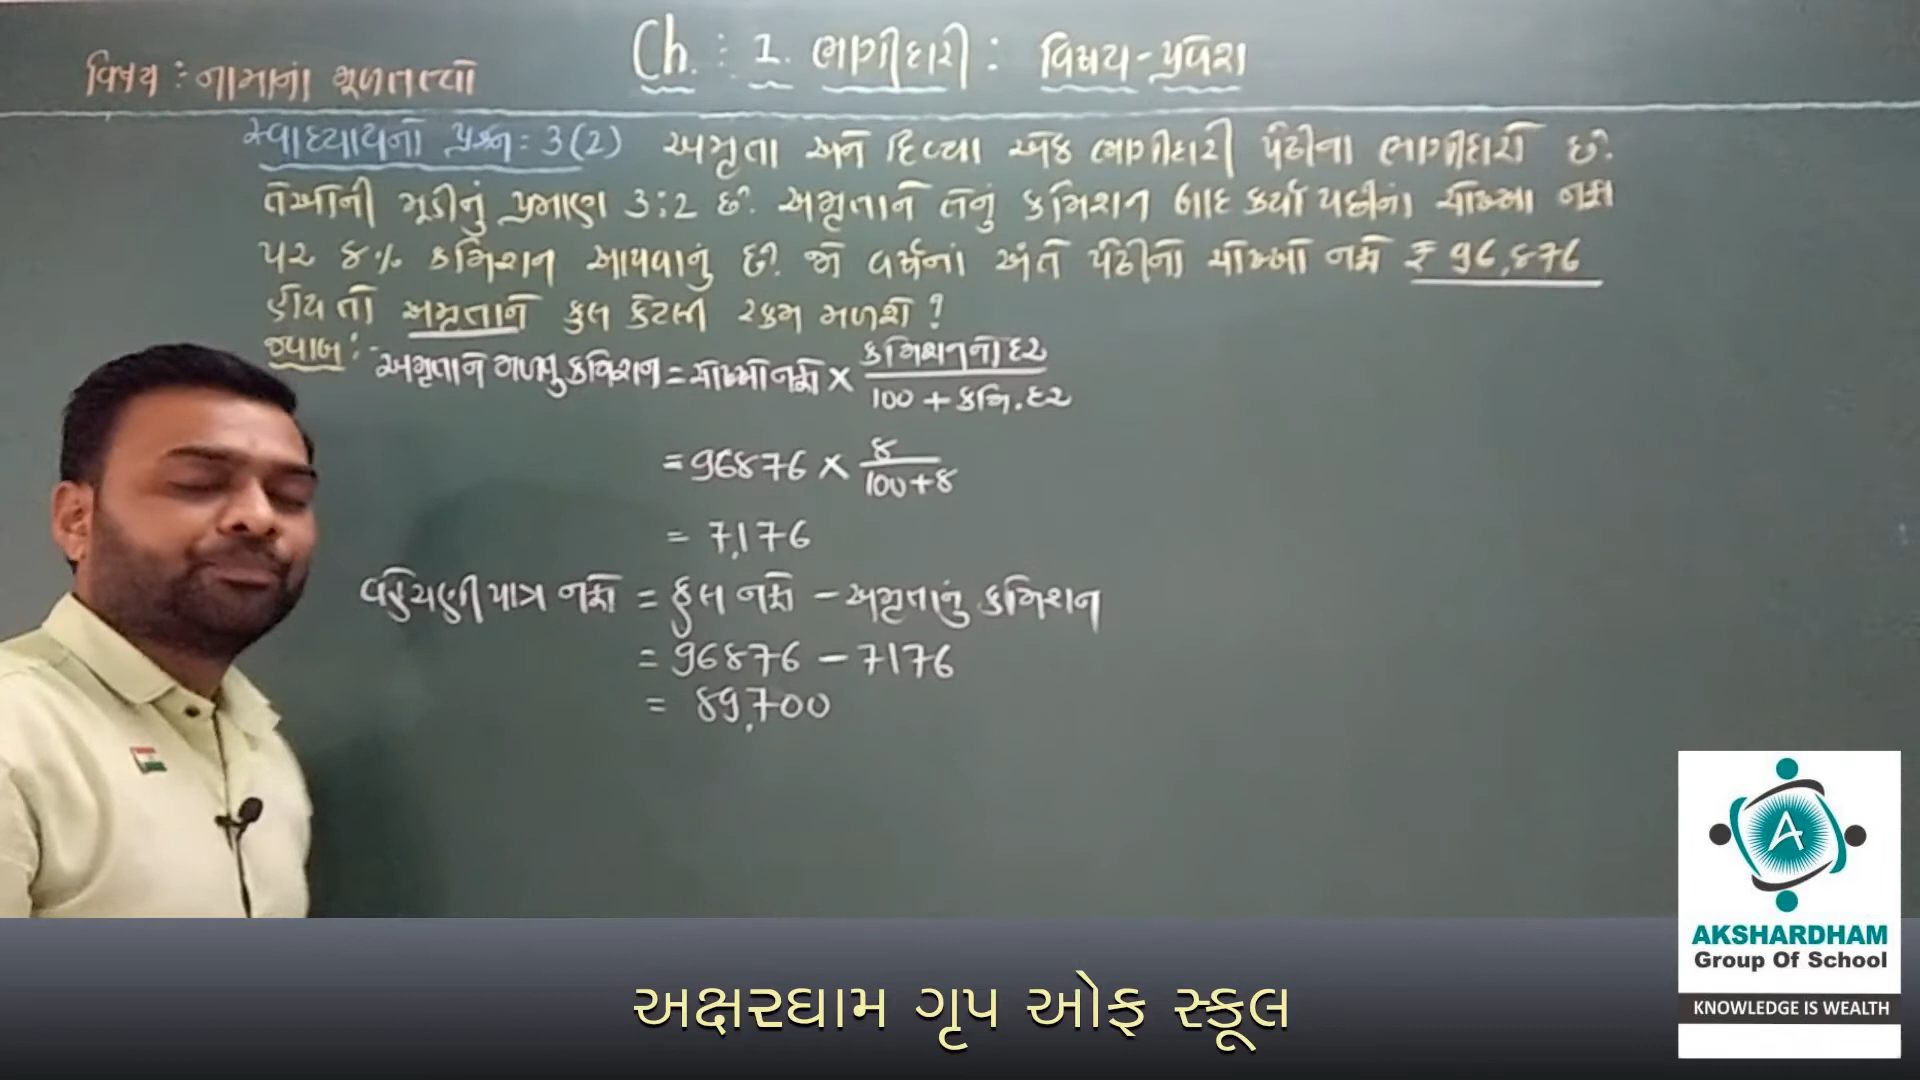 વિષય : નામાનાં મૂળતત્વો
Ch : 1. ભાગીદારી : વિષય-પ્રવેશ
સ્વાધ્યાયનો પ્રશ્ન : 3(2) અમૃતા અને દિવ્યા એક ભાગીદારી પેઢીના ભાગીદારો છે.
તેઓની મૂડીનું પ્રમાણ 3:2 છે. અમૃતાને તેનું કમિશન બાદ કર્યા પછીનાં ચોખ્ખા નફા
પર 8% કમિશન આપવાનું છે. જો વર્ષનાં અંતે પેઢીનો ચોખ્ખો નફો ₹ 96,876
હોય તો અમૃતાને કુલ કેટલી રકમ મળશે ?
જવાબ :-
અમૃતાને મળેલ કમિશન = ચોખ્ખો નફો × કમિશનનો દર
100 + કમિ. દર
= 96876 × 8
100+8
= 7,176
વહેંચણી પાત્ર નફો = કુલ નફો - અમૃતાનું કમિશન
= 96876 - 7176
= 89,700
A
AKSHARDHAM
Group Of School
KNOWLEDGE IS WEALTH
અક્ષરધામ ગૃપ ઓફ સ્કૂલ